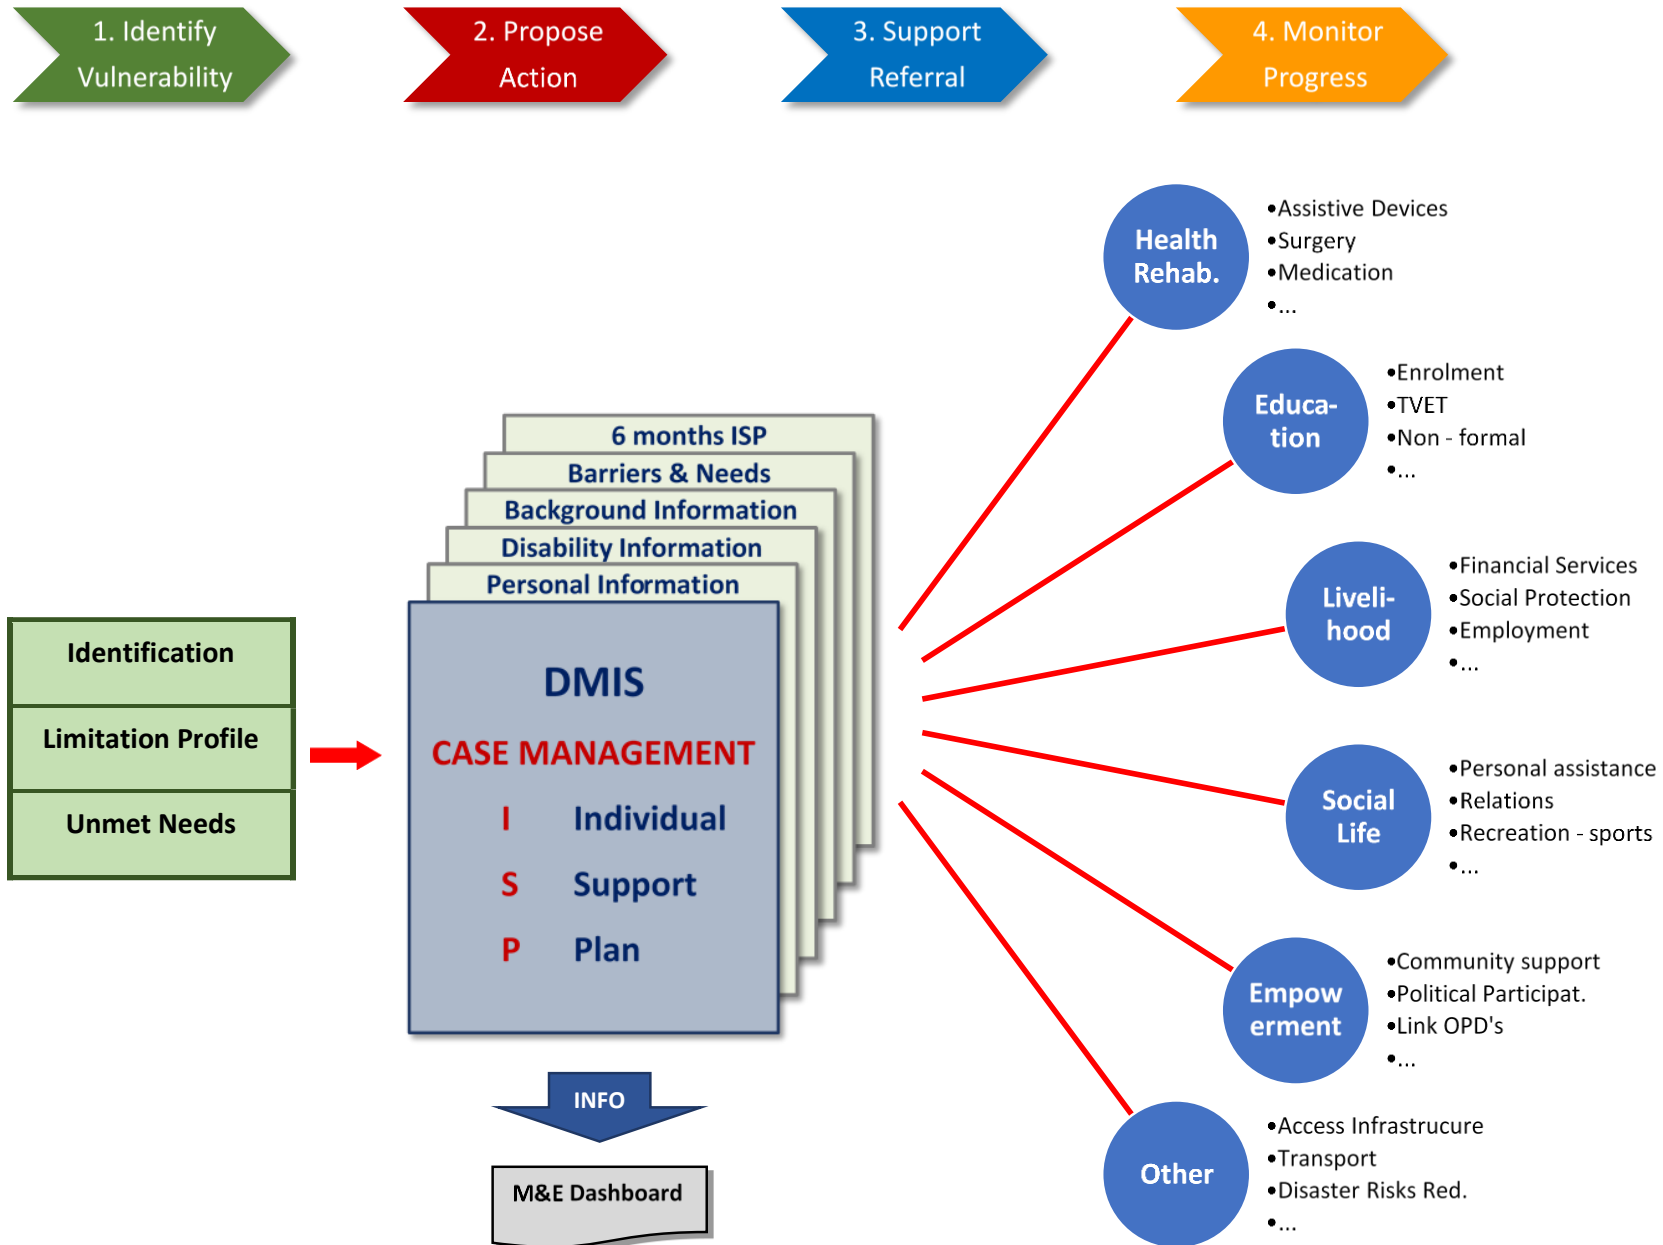 1. Identify
Vulnerability
2. Propose
Action
3. Support
Referral
4. Monitor
Progress
Identification
Limitation Profile
Unmet Needs
6 months ISP
Barriers & Needs
Background Information
Disability Information
Personal Information
DMIS
CASE MANAGEMENT
I Individual
S Support
P Plan
INFO
M&E Dashboard
Health
Rehab.
•Assistive Devices
•Surgery
•Medication
•...
Educa-
tion
•Enrolment
•TVET
•Non - formal
•...
Liveli-
hood
•Financial Services
•Social Protection
•Employment
•...
Social
Life
•Personal assistance
•Relations
•Recreation - sports
•...
Empow
erment
•Community support
•Political Participat.
•Link OPD's
•...
Other
•Access Infrastrucure
•Transport
•Disaster Risks Red.
•...